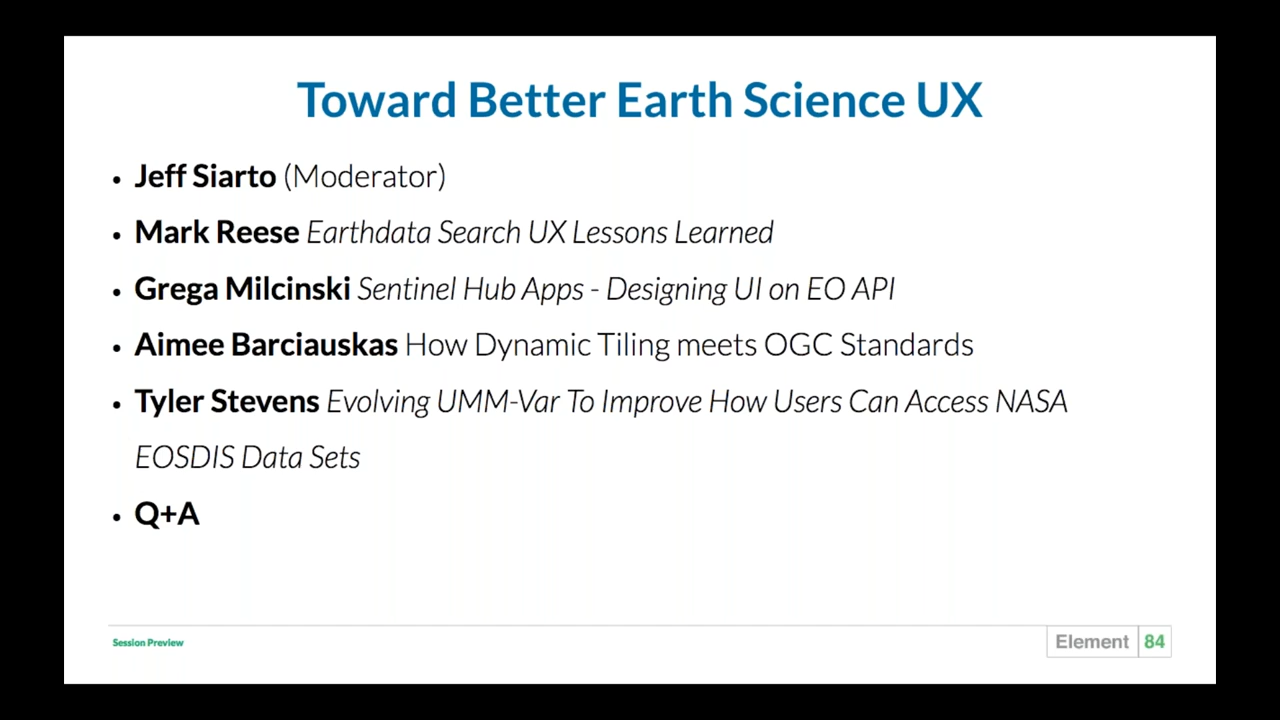 Toward Better Earth Science UX
• Jeff Siarto (Moderator)
• Mark Reese Earthdata Search UX Lessons Learned
• Grega Milcinski Sentinel Hub Apps - Designing UI on EO API
• Aimee Barciauskas How Dynamic Tiling meets OGC Standards
• Tyler Stevens Evolving UMM-Var To Improve How Users Can Access NASA
EOSDIS Data Sets
• Q+A
Session Preview
Element 84